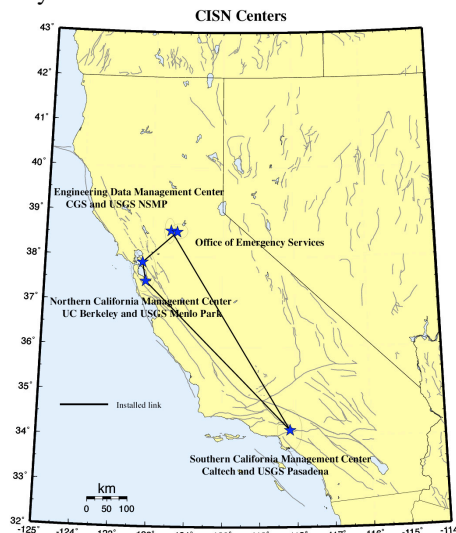 CISN Centers
43°
42°
41°
40°
Engineering Data Management Center
CGS and USGS NSMP
39°
Office of Emergency Services
38°
37°
Northern California Management Center
UC Berkeley and USGS Menlo Park
36°
35°
Installed link
34°
Southern California Management Center
Caltech and USGS Pasadena
33°
km
0 50 100
32°
-125° -124°